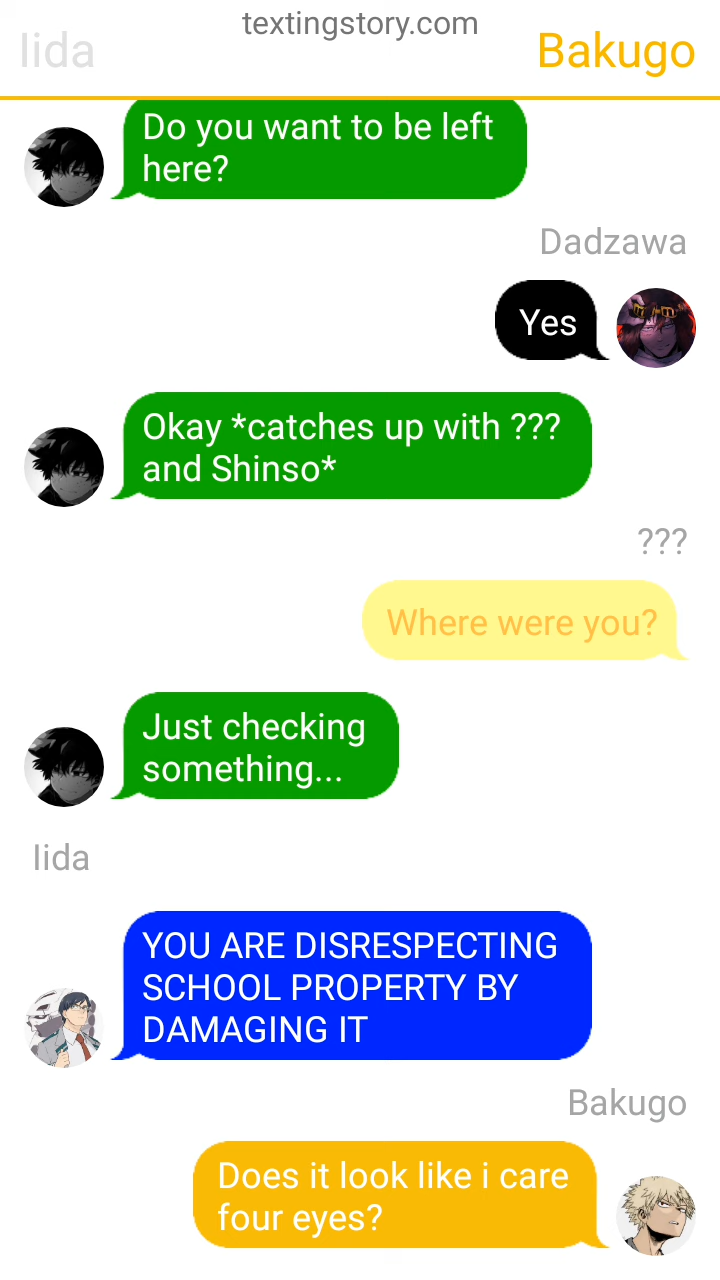 textingstory.com
Iida
Bakugo
Do you want to be left
here?
Dadzawa
Yes
Okay *catches up with ???
and Shinso*
???
Where were you?
Just checking
something...
Iida
YOU ARE DISRESPECTING
SCHOOL PROPERTY BY
DAMAGING IT
Bakugo
Does it look like i care
four eyes?